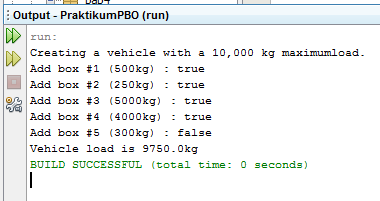 Output - PraktikumPBO (run)
run:
Creating a vehicle with a 10,000 kg maximumload.
Add box #1 (500kg) : true
Add box #2 (250kg) : true
Add box #3 (5000kg) : true
Add box #4 (4000kg) : true
Add box #5 (300kg) : false
Vehicle load is 9750.0kg
BUILD SUCCESSFUL (total time: 0 seconds)